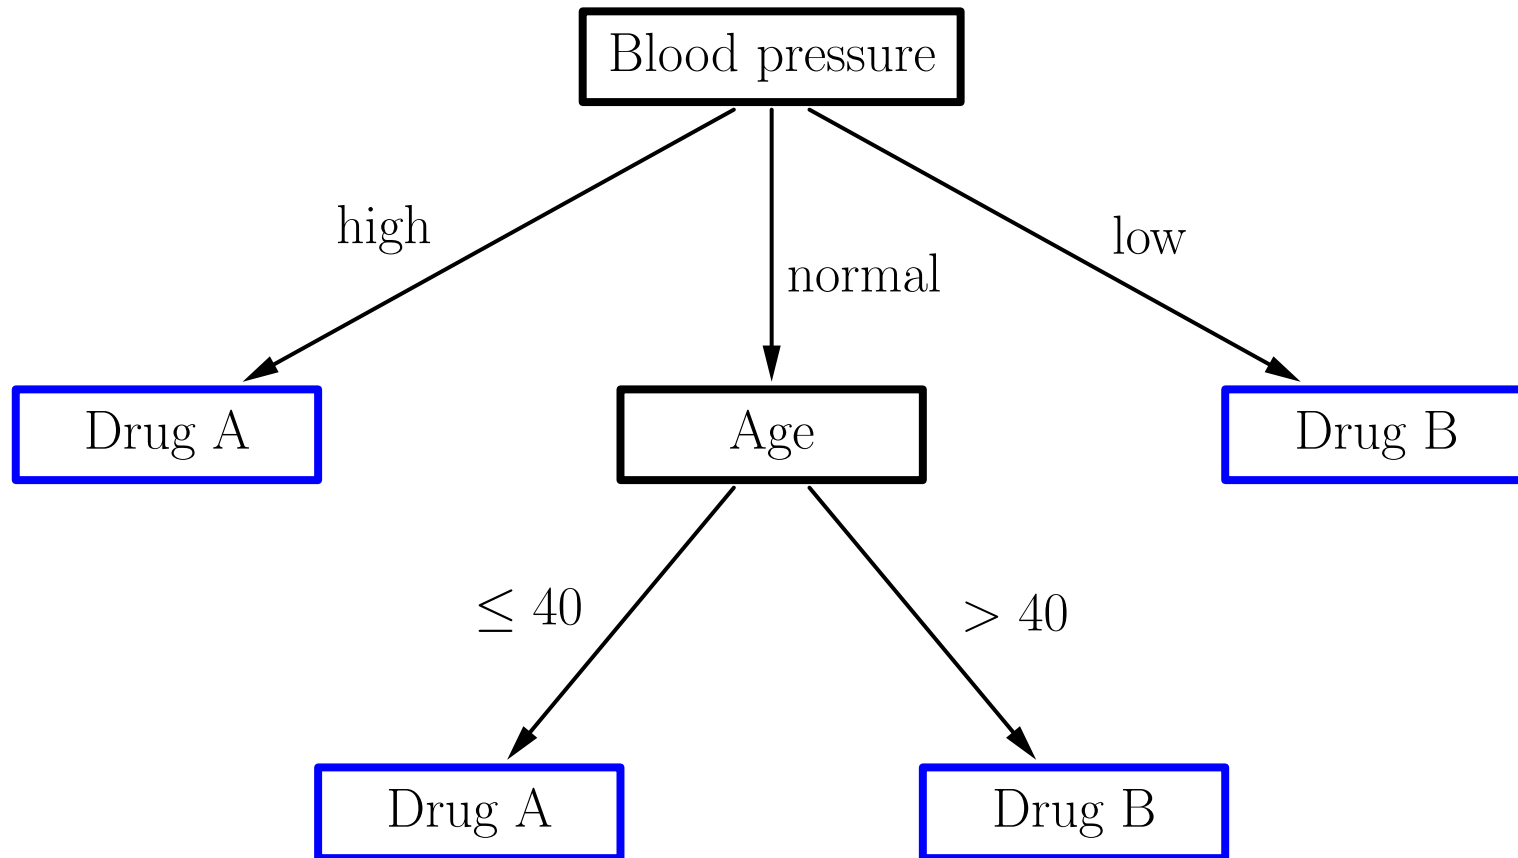 Blood pressure
high
normal
low
Drug A
Age
Drug B
≤ 40
> 40
Drug A
Drug B